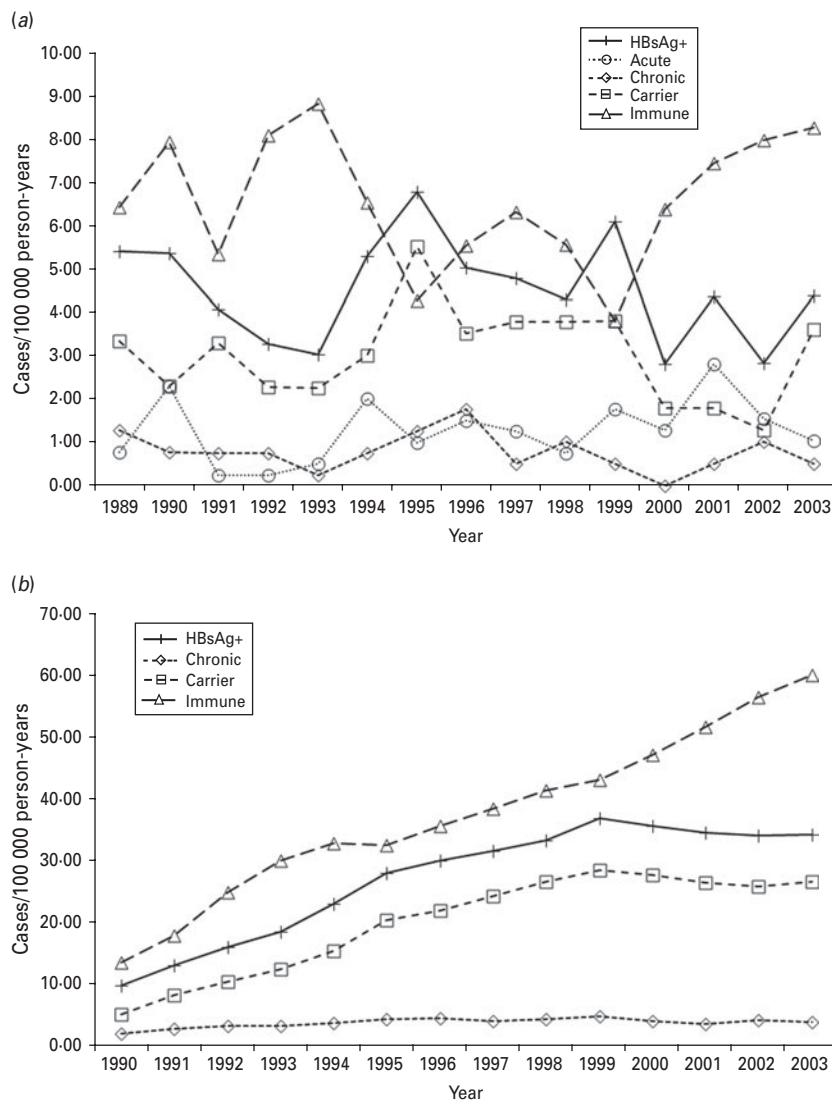 (a)
HBsAg+
Acute
Chronic
Carrier
Immune
10·00
9·00
8·00
7·00
6·00
5·00
4·00
3·00
2·00
1·00
0·00
Cases/100 000 person-years
1989 1990 1991 1992 1993 1994 1995 1996 1997 1998 1999 2000 2001 2002 2003
Year
(b)
HBsAg+
Chronic
Carrier
Immune
70·00
60·00
50·00
40·00
30·00
20·00
10·00
0·00
Cases/100 000 person-years
1990 1991 1992 1993 1994 1995 1996 1997 1998 1999 2000 2001 2002 2003
Year